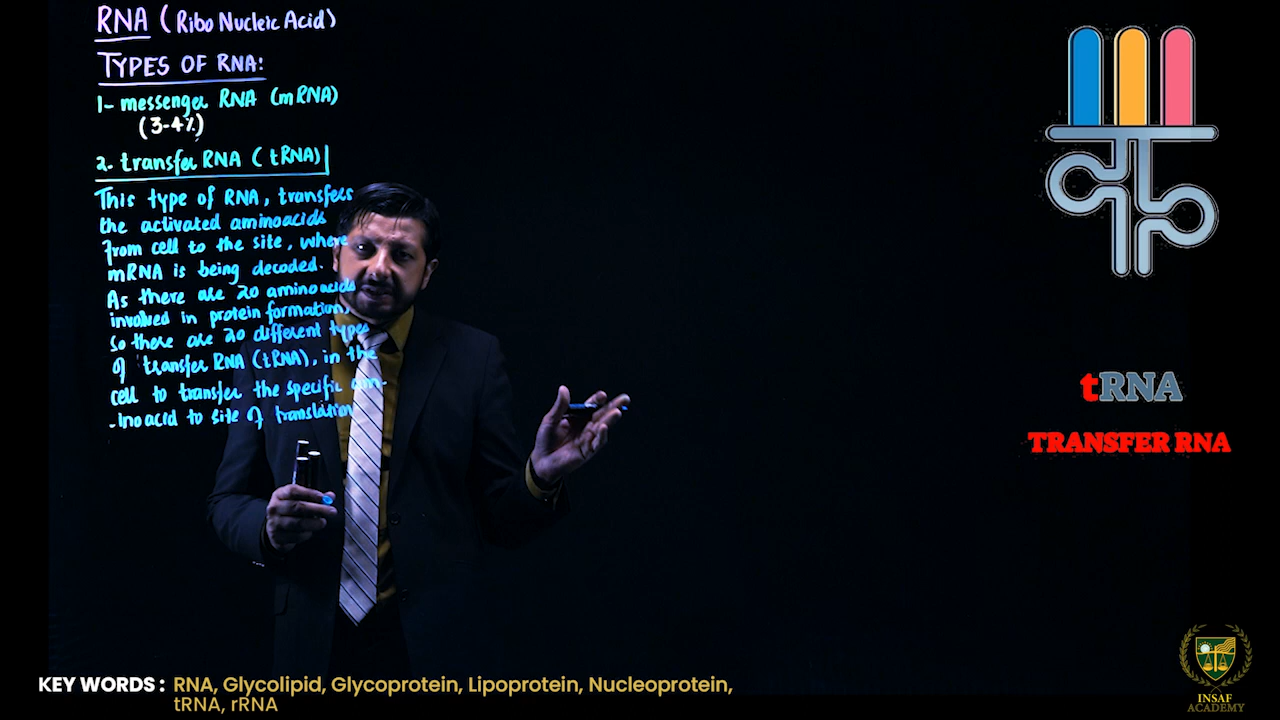 RNA (Ribo Nucleic Acid)
TYPES OF RNA:
1- messenger RNA (mRNA)
(3-4%)
2- transfer RNA (tRNA)
This type of RNA, transfers
the activated aminoacids
from cell to the site, where
mRNA is being decoded.
As there are 20 aminoacids
involved in protein formation,
so there are 20 different types
of transfer RNA (tRNA), in the
cell to transfer the specific am-
-inoacid to site of translation
tRNA
TRANSFER RNA
KEY WORDS : RNA, Glycolipid, Glycoprotein, Lipoprotein, Nucleoprotein,
tRNA, rRNA
INSAF
ACADEMY